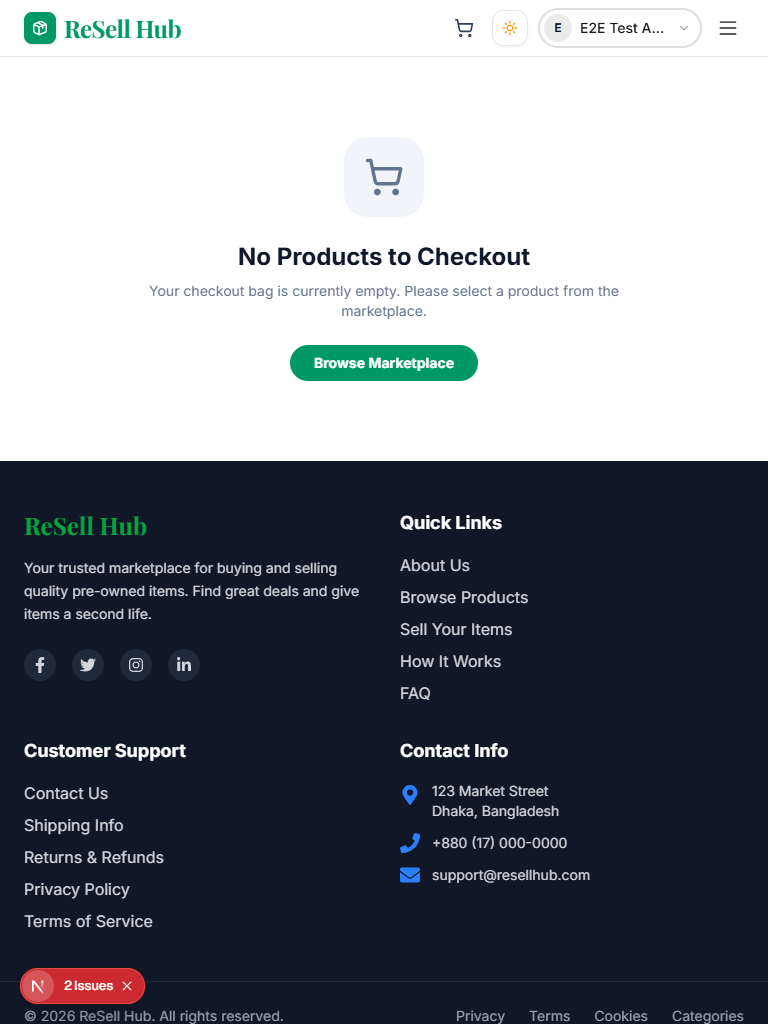 ReSell Hub
E
E2E Test A...
No Products to Checkout
Your checkout bag is currently empty. Please select a product from the
marketplace.
Browse Marketplace
ReSell Hub
Your trusted marketplace for buying and selling
quality pre-owned items. Find great deals and give
items a second life.
Quick Links
About Us
Browse Products
Sell Your Items
How It Works
FAQ
Customer Support
Contact Us
Shipping Info
Returns & Refunds
Privacy Policy
Terms of Service
Contact Info
123 Market Street
Dhaka, Bangladesh
+880 (17) 000-0000
support@resellhub.com
N
2 Issues
© 2026 ReSell Hub. All rights reserved.
Privacy
Terms
Cookies
Categories